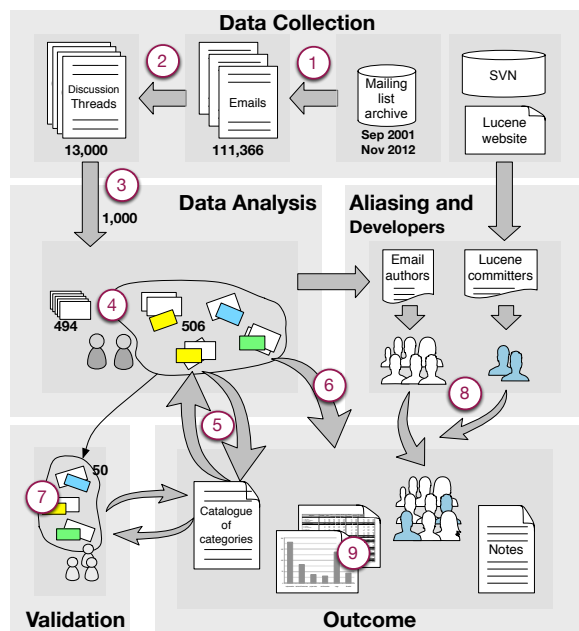 Data Collection
2
1
Discussion
Threads
Emails
Mailing
list
archive
SVN
Lucene
website
13,000
111,366
Sep 2001
Nov 2012
3
1,000
Data Analysis
Aliasing and
Developers
Email
authors
Lucene
committers
4
494
506
6
8
5
7
50
Catalogue
of
categories
9
Notes
Validation
Outcome